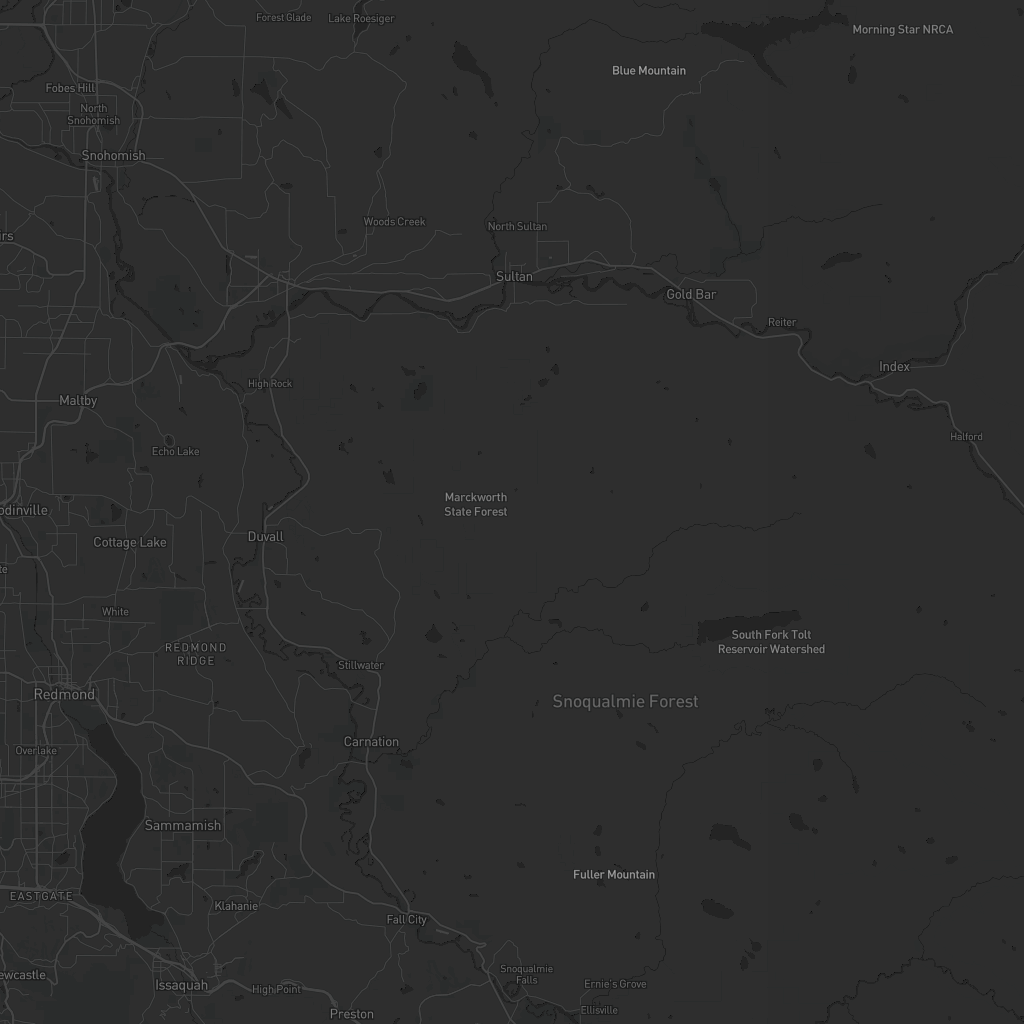 Forest Glade
Lake Roesiger
Morning Star NRCA
Blue Mountain
Fobes Hill
North
Snohomish
Snohomish
Woods Creek
North Sultan
irs
Sultan
Gold Bar
Reiter
Index
High Rock
Maltby
Halford
Echo Lake
Marckworth
State Forest
odinville
Duvall
Cottage Lake
te
White
South Fork Tolt
Reservoir Watershed
REDMOND
RIDGE
Stillwater
Redmond
Snoqualmie Forest
Carnation
Overlake
Sammamish
Fuller Mountain
EASTGATE
Klahanie
Fall City
Snoqualmie
Falls
ewcastle
Issaquah
High Point
Ernie's Grove
Ellisville
Preston